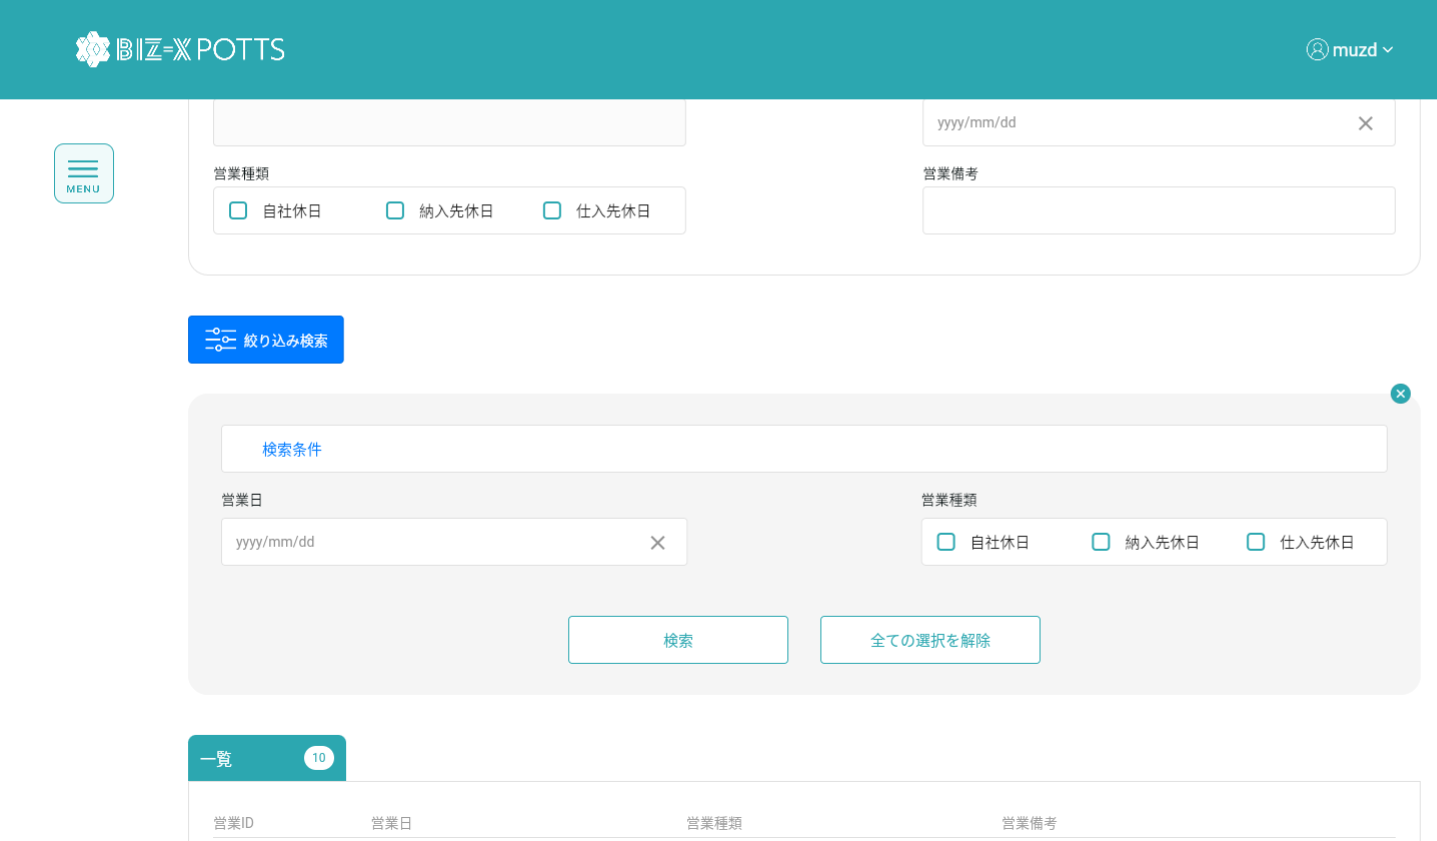 BIZ=X POTTS
muzd
MENU
yyyy/mm/dd
営業種類
営業備考
自社休日 納入先休日 仕入先休日
絞り込み検索
検索条件
営業日
営業種類
yyyy/mm/dd
自社休日 納入先休日 仕入先休日
検索
全ての選択を解除
一覧 10
営業ID 営業日 営業種類 営業備考